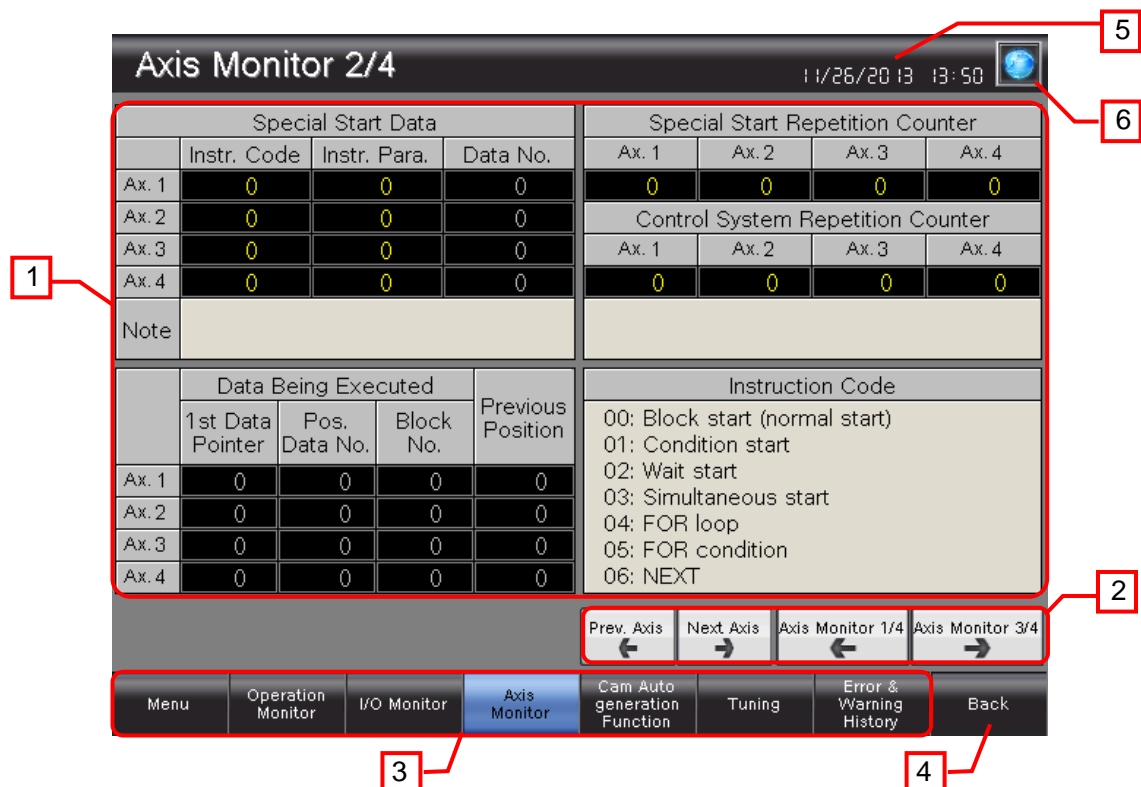 5
Axis Monitor 2/4
11/26/2013 13:50
6
Special Start Data
Instr. Code Instr. Para. Data No.
Ax. 1 0 0 0
Ax. 2 0 0 0
Ax. 3 0 0 0
Ax. 4 0 0 0
Note
Special Start Repetition Counter
Ax. 1 Ax. 2 Ax. 3 Ax. 4
0 0 0 0
Control System Repetition Counter
Ax. 1 Ax. 2 Ax. 3 Ax. 4
0 0 0 0
1
Data Being Executed
Previous
Position
1st Data
Pointer
Pos.
Data No.
Block
No.
Ax. 1 0 0 0 0
Ax. 2 0 0 0 0
Ax. 3 0 0 0 0
Ax. 4 0 0 0 0
Instruction Code
00: Block start (normal start)
01: Condition start
02: Wait start
03: Simultaneous start
04: FOR loop
05: FOR condition
06: NEXT
2
Prev. Axis
Next Axis
Axis Monitor 1/4
Axis Monitor 3/4
Menu
Operation
Monitor
I/O Monitor
Axis
Monitor
Cam Auto
generation
Function
Tuning
Error &
Warning
History
Back
3
4